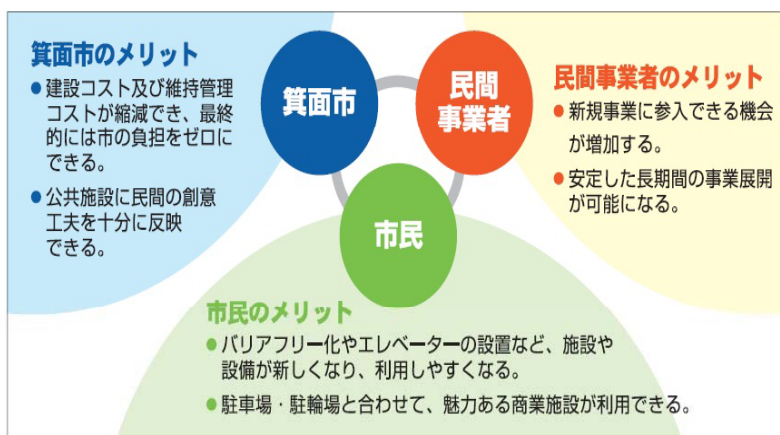 箕面市のメリット
●建設コスト及び維持管理
コストが縮減でき、最終
的には市の負担をゼロに
できる。
●公共施設に民間の創意
工夫を十分に反映
できる。
箕面市
民間
事業者
市民
民間事業者のメリット
●新規事業に参入できる機会
が増加する。
●安定した長期間の事業展開
が可能になる。
市民のメリット
●バリアフリー化やエレベーターの設置など、施設や
設備が新しくなり、利用しやすくなる。
●駐車場・駐輪場と合わせて、魅力ある商業施設が利用できる。